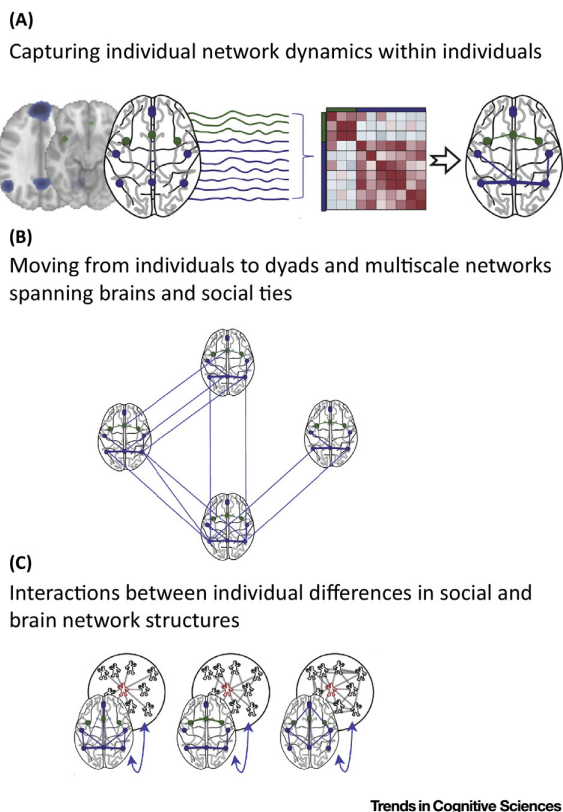 (A)
Capturing individual network dynamics within individuals
(B)
Moving from individuals to dyads and multiscale networks
spanning brains and social ties
(C)
Interactions between individual differences in social and
brain network structures
Trends in Cognitive Sciences